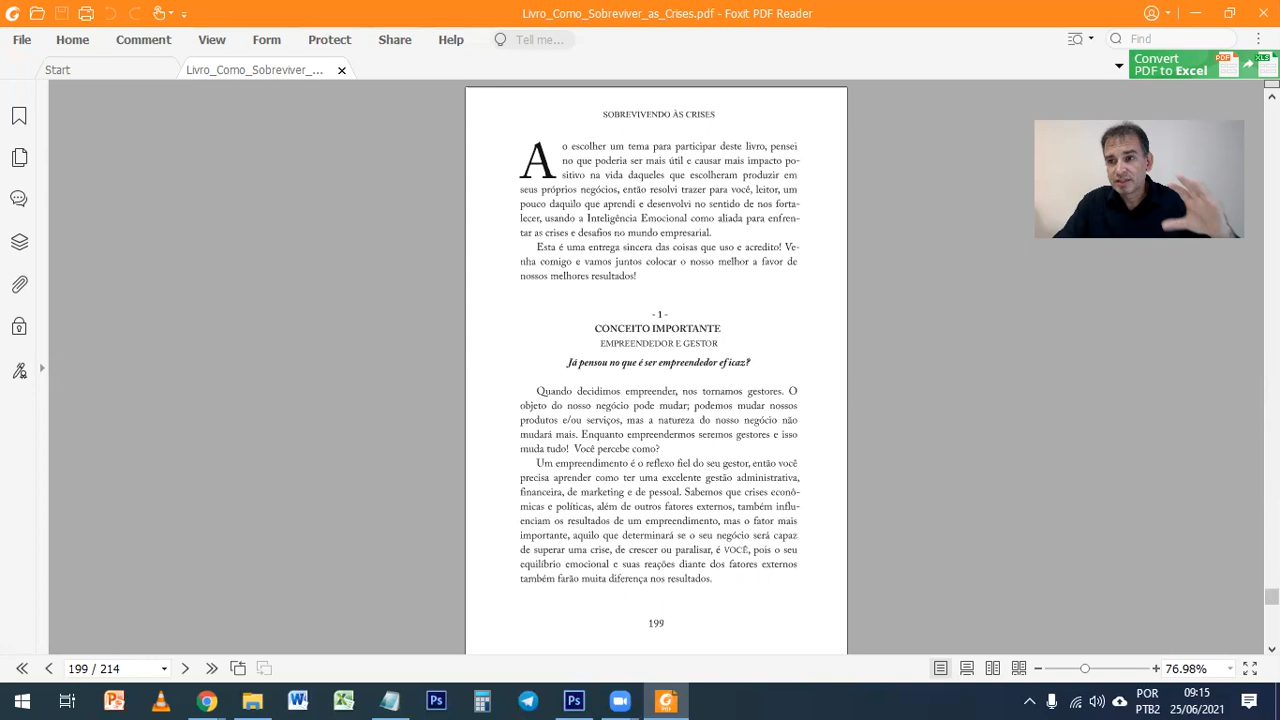 Livro_Como_Sobreviver_as_Crises.pdf - Foxit PDF Reader
File Home Comment View Form Protect Share Help Tell me... Find
Start Livro_Como_Sobreviver_... Convert PDF to Excel
SOBREVIVENDO ÀS CRISES
Ao escolher um tema para participar deste livro, pensei
no que poderia ser mais útil e causar mais impacto po-
sitivo na vida daqueles que escolheram produzir em
seus próprios negócios, então resolvi trazer para você, leitor, um
pouco daquilo que aprendi e desenvolvi no sentido de nos forta-
lecer, usando a Inteligência Emocional como aliada para enfren-
tar as crises e desafios no mundo empresarial.
Esta é uma entrega sincera das coisas que uso e acredito! Ve-
nha comigo e vamos juntos colocar o nosso melhor a favor de
nossos melhores resultados!
- 1 -
CONCEITO IMPORTANTE
EMPREENDEDOR E GESTOR
Já pensou no que é ser empreendedor eficaz?
Quando decidimos empreender, nos tornamos gestores. O
objeto do nosso negócio pode mudar; podemos mudar nossos
produtos e/ou serviços, mas a natureza do nosso negócio não
mudará mais. Enquanto empreendermos seremos gestores e isso
muda tudo! Você percebe como?
Um empreendimento é o reflexo fiel do seu gestor, então você
precisa aprender como ter uma excelente gestão administrativa,
financeira, de marketing e de pessoal. Sabemos que crises econô-
micas e políticas, além de outros fatores externos, também influ-
enciam os resultados de um empreendimento, mas o fator mais
importante, aquilo que determinará se o seu negócio será capaz
de superar uma crise, de crescer ou paralisar, é VOCÊ, pois o seu
equilíbrio emocional e suas reações diante dos fatores externos
também farão muita diferença nos resultados.
199
199 / 214 76.98%
POR 09:15
PTB2 25/06/2021